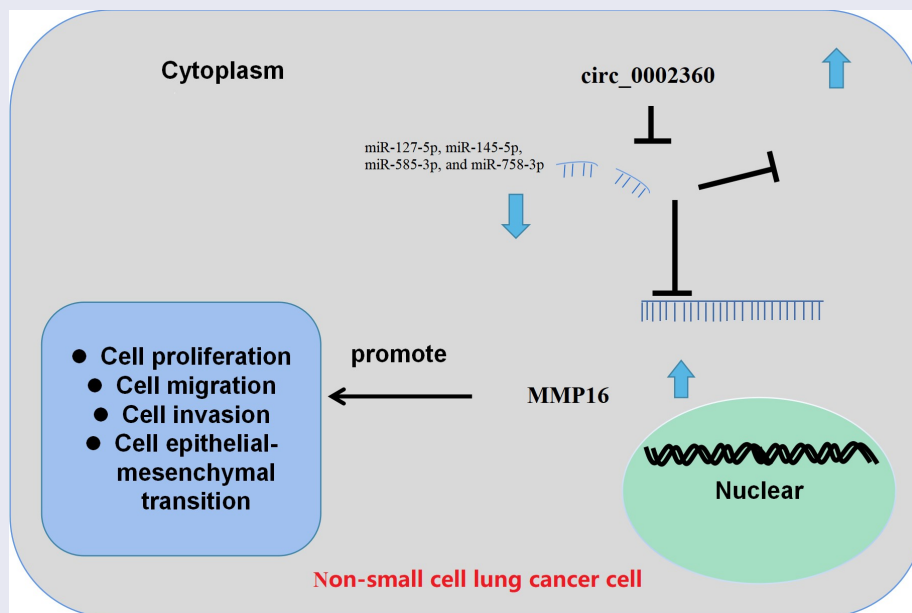 Cytoplasm
circ_0002360
miR-127-5p, miR-145-5p,
miR-585-3p, and miR-758-3p
● Cell proliferation
● Cell migration
● Cell invasion
● Cell epithelial-
mesenchymal
transition
promote
MMP16
Nuclear
Non-small cell lung cancer cell